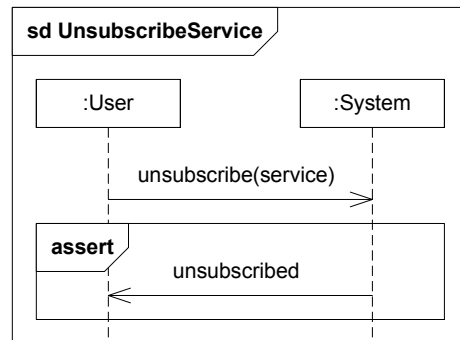 sd UnsubscribeService
:User
:System
unsubscribe(service)
assert
unsubscribed